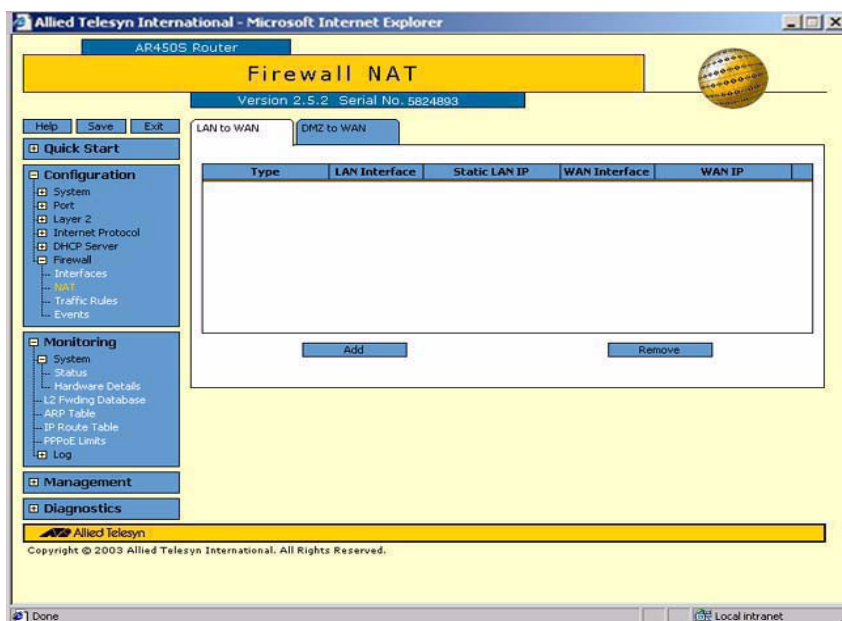 Allied Telesyn International - Microsoft Internet Explorer
AR450S Router
Firewall NAT
Version 2.5.2 Serial No. 5824893
Help Save Exit
LAN to WAN DMZ to WAN
Quick Start
Configuration
System
Port
Layer 2
Internet Protocol
DHCP Server
Firewall
Interfaces
NAT
Traffic Rules
Events
Type LAN Interface Static LAN IP WAN Interface WAN IP
Add Remove
Monitoring
System
Status
Hardware Details
L2 Fwding Database
ARP Table
IP Route Table
PPPoE Limits
Log
Management
Diagnostics
Allied Telesyn
Copyright © 2003 Allied Telesyn International. All Rights Reserved.
Done Local intranet